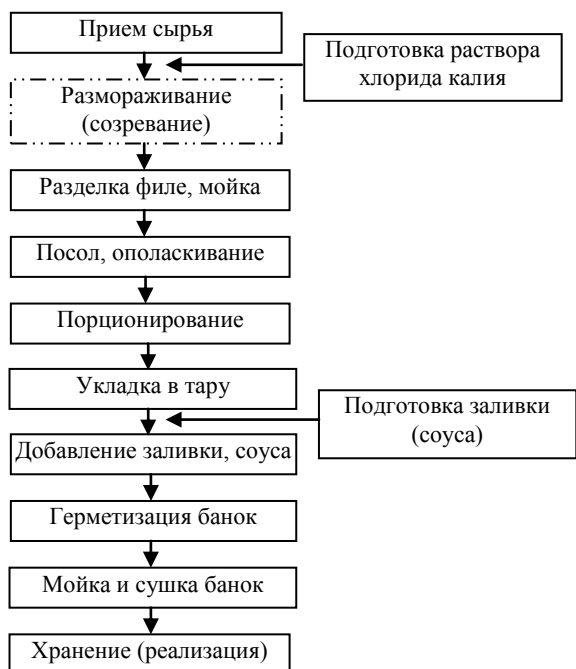 Прием сырья
Подготовка раствора
хлорида калия
Размораживание
(созревание)
Разделка филе, мойка
Посол, ополаскивание
Порционирование
Укладка в тару
Подготовка заливки
(соуса)
Добавление заливки, соуса
Герметизация банок
Мойка и сушка банок
Хранение (реализация)